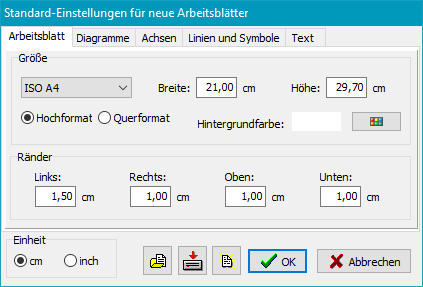 Standard-Einstellungen für neue Arbeitsblätter
Arbeitsblatt Diagramme Achsen Linien und Symbole Text
Größe
ISO A4 Breite: 21,00 cm Höhe: 29,70 cm
Hochformat Querformat Hintergrundfarbe:
Ränder
Links: Rechts: Oben: Unten:
1,50 cm 1,00 cm 1,00 cm 1,00 cm
Einheit
cm inch OK Abbrechen